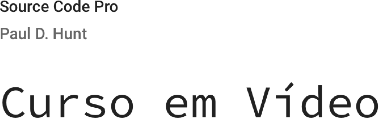 Source Code Pro
Paul D. Hunt
Curso em Vídeo